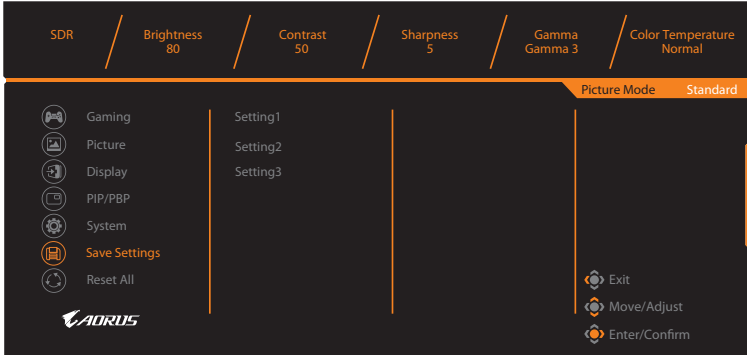 SDR Brightness Contrast Sharpness Gamma Color Temperature
80 50 5 Gamma 3 Normal
Picture Mode Standard
Gaming Setting1
Picture Setting2
Display Setting3
PIP/PBP
System
Save Settings
Reset All Exit
AORUS Move/Adjust
Enter/Confirm